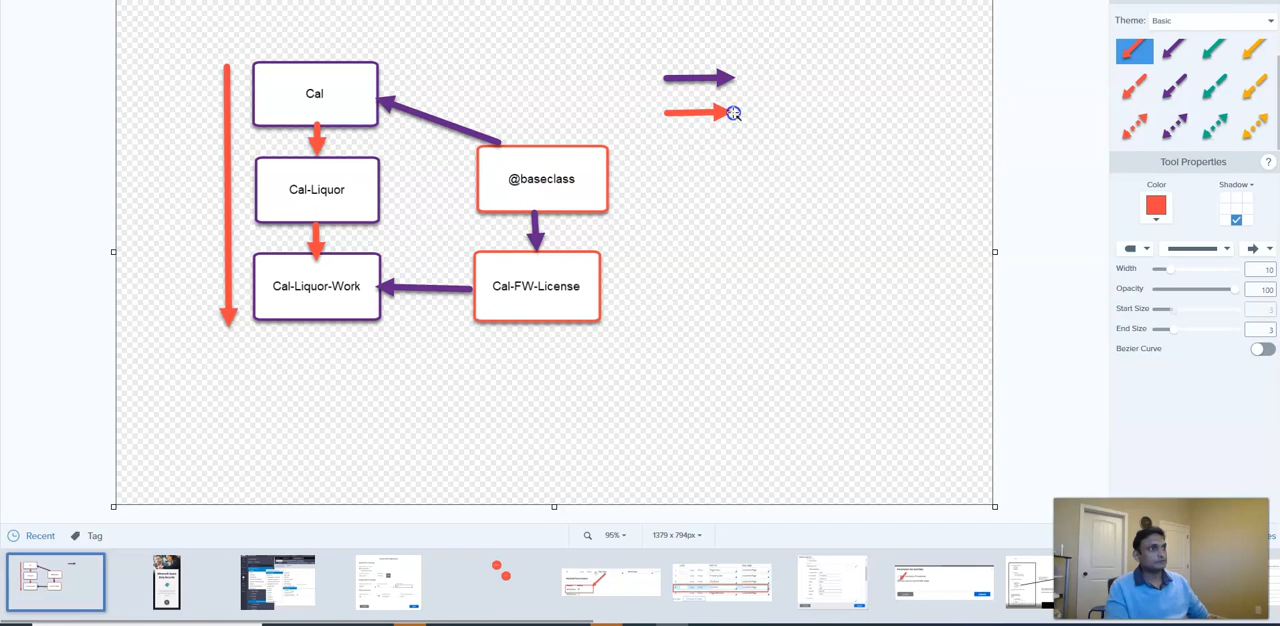 Theme: Basic
Cal
Cal-Liquor
@baseclass
Cal-Liquor-Work
Cal-FW-License
Tool Properties
?
Color
Shadow
Width
10
Opacity
100
Start Size
3
End Size
3
Bezier Curve
Recent
Tag
95%
1379 x 794px